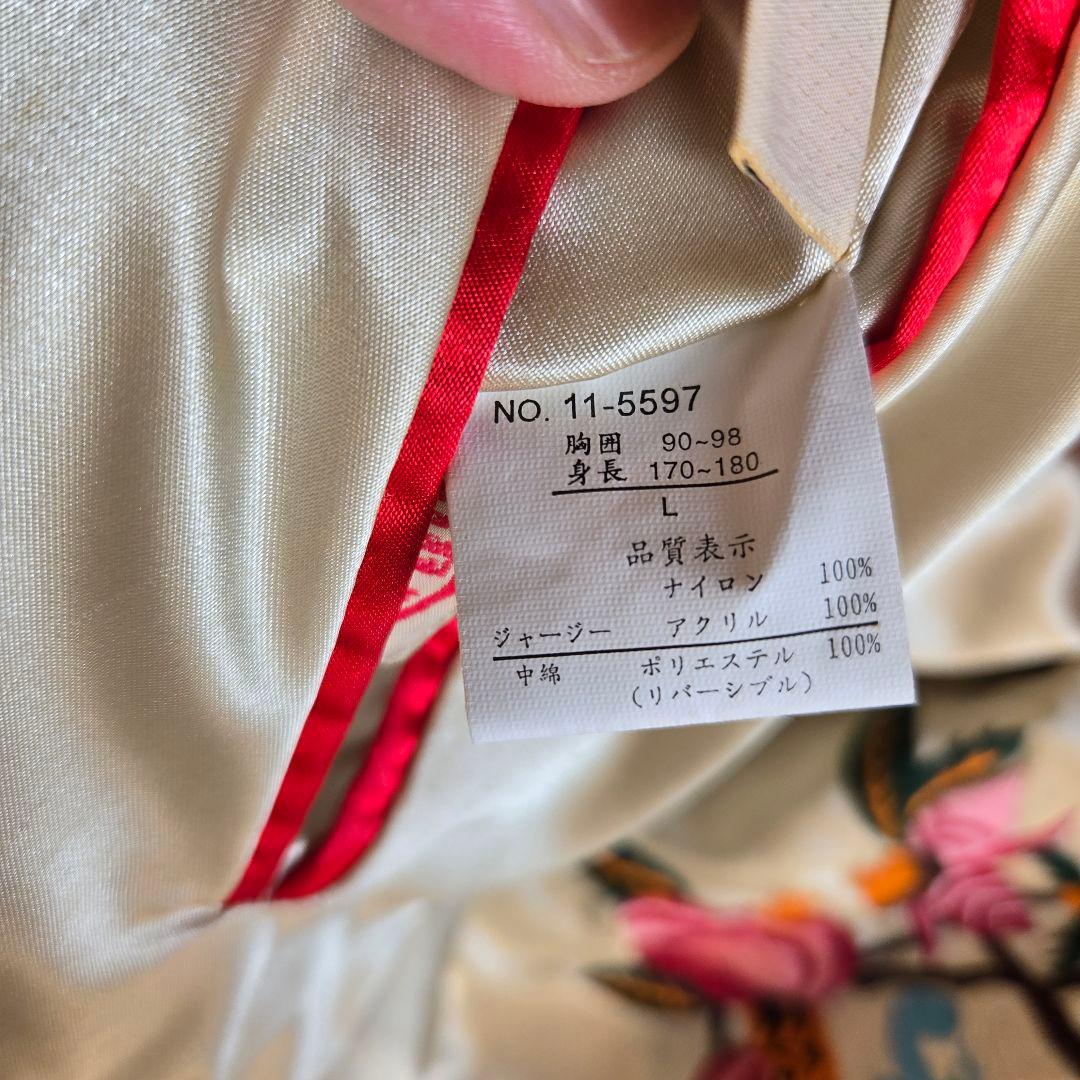 NO. 11-5597
胸囲 90~98
身長 170~180
L
品質表示
ナイロン 100%
ジャージー アクリル 100%
中綿 ポリエステル 100%
(リバーシブル)